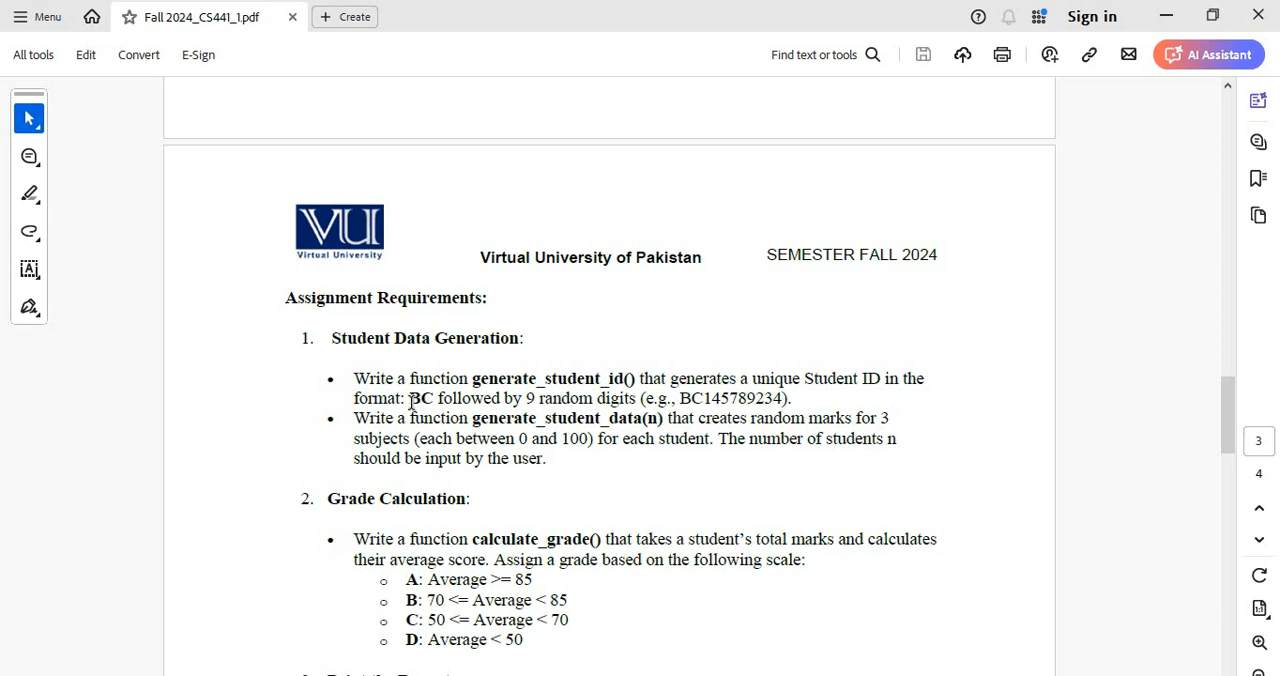 Menu
Fall 2024_CS441_1.pdf
Create
Sign in
All tools
Edit
Convert
E-Sign
Find text or tools
AI Assistant
VU
Virtual University
Virtual University of Pakistan
SEMESTER FALL 2024
Assignment Requirements:
1. Student Data Generation:
• Write a function generate_student_id() that generates a unique Student ID in the
format: BC followed by 9 random digits (e.g., BC145789234).
• Write a function generate_student_data(n) that creates random marks for 3
subjects (each between 0 and 100) for each student. The number of students n
should be input by the user.
2. Grade Calculation:
• Write a function calculate_grade() that takes a student’s total marks and calculates
their average score. Assign a grade based on the following scale:
o A: Average >= 85
o B: 70 <= Average < 85
o C: 50 <= Average < 70
o D: Average < 50
3
4